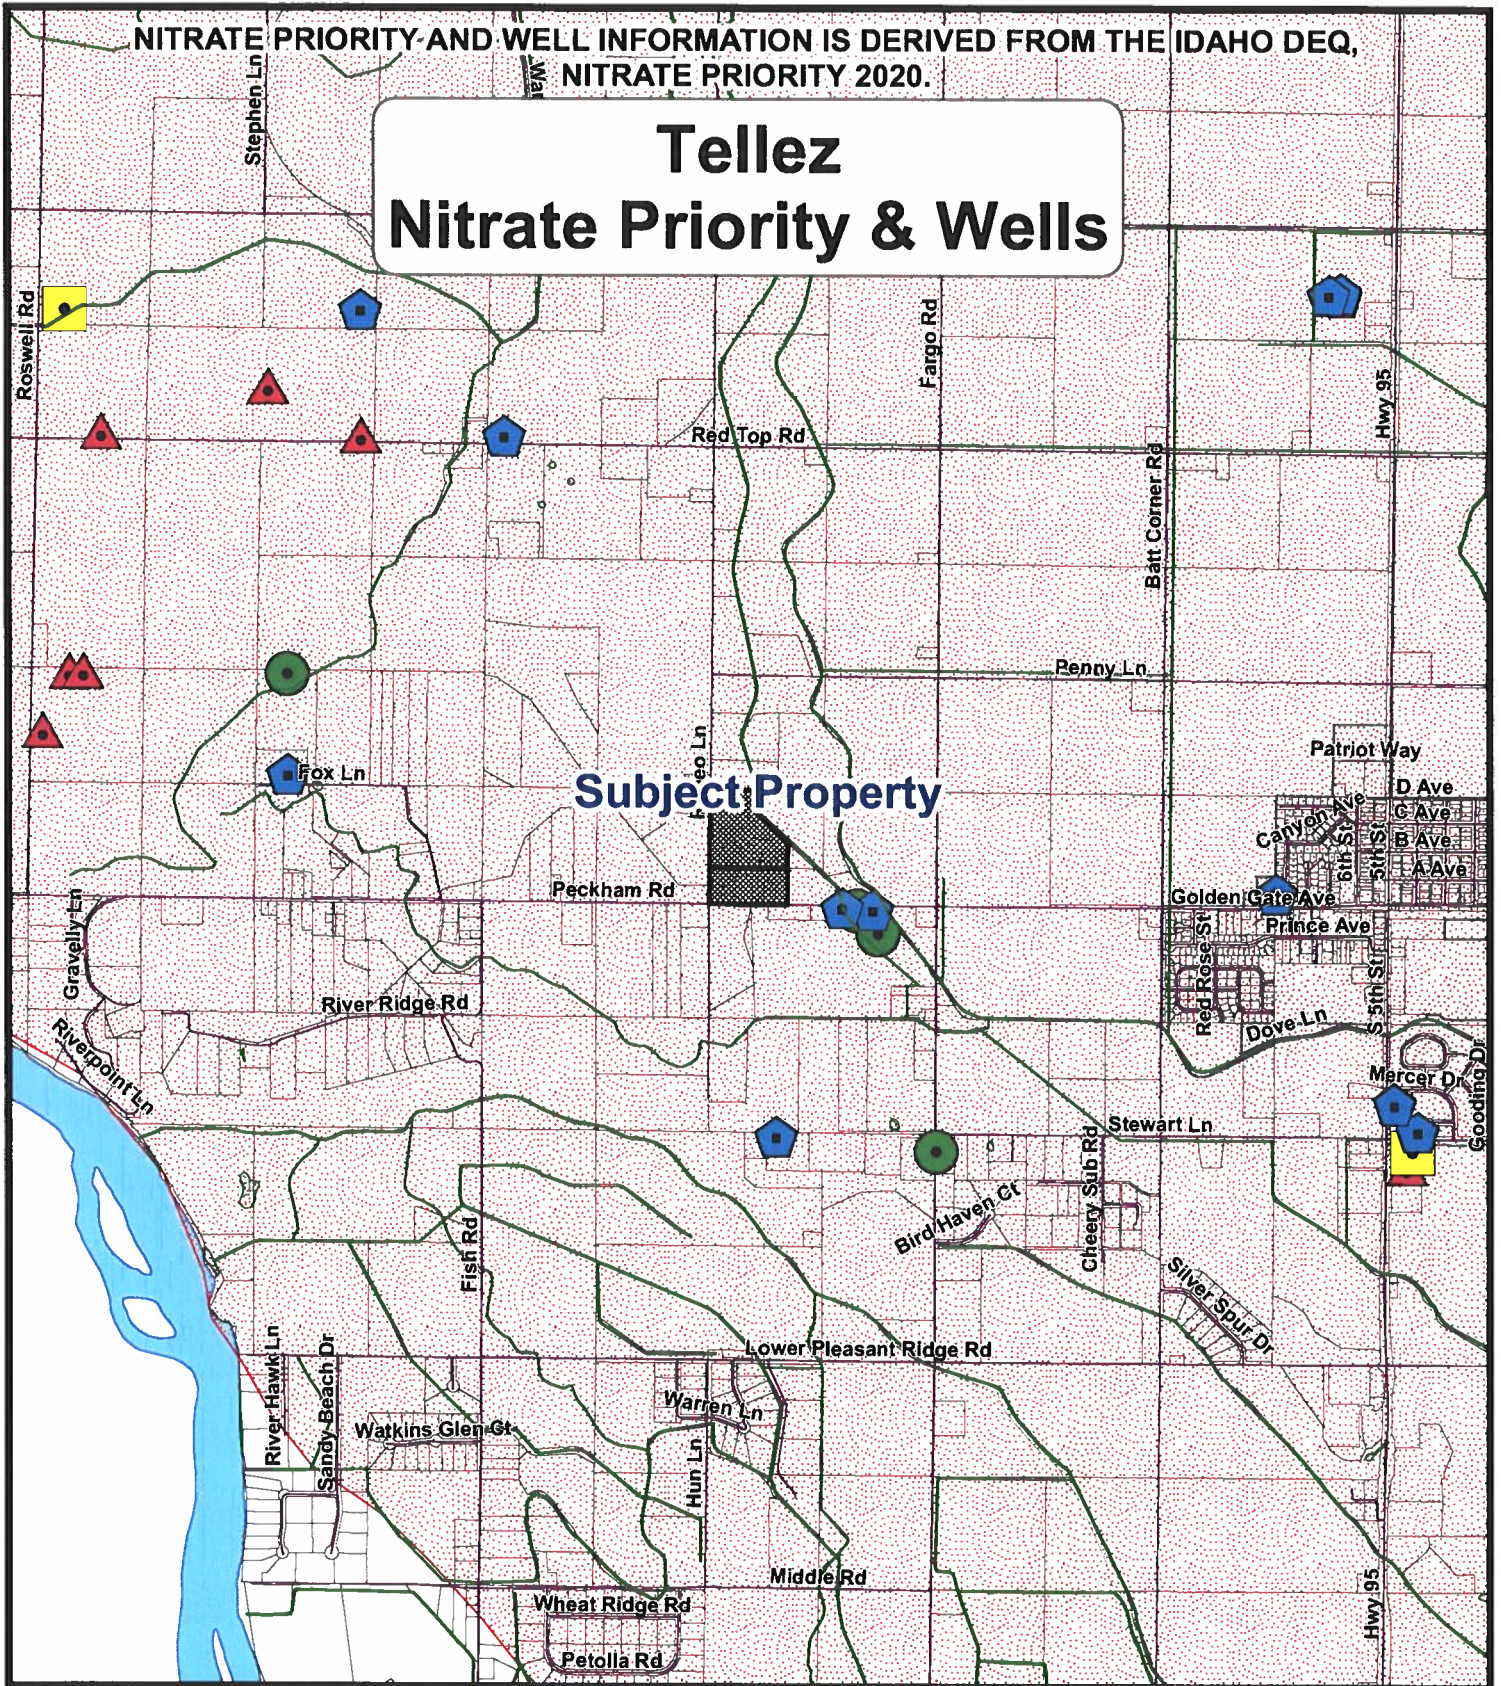 NITRATE PRIORITY AND WELL INFORMATION IS DERIVED FROM THE IDAHO DEQ,
NITRATE PRIORITY 2020.
Tellez
Nitrate Priority & Wells
Stephen Ln
Roswell Rd
Fargo Rd
Hwy 95
Red Top Rd
Batt Corner Rd
Penny Ln
Patriot Way
Fox Ln
Subject Property
D Ave
Canyon Ave
C Ave
6th St
5th St
B Ave
A Ave
Peckham Rd
Golden Gate Ave
Prince Ave
Gravelly Ln
Red Rose St
S 5th St
River Ridge Rd
Dove Ln
Riverpoint Ln
Mercer Dr
Gooding Dr
Stewart Ln
Cheery Sub Rd
Bird Haven Ct
Fish Rd
Silver Spur Dr
Lower Pleasant Ridge Rd
River Hawk Ln
Sandy Beach Dr
Warren Ln
Watkins Glen Ct
Hun Ln
Middle Rd
Hwy 95
Wheat Ridge Rd
Petolla Rd